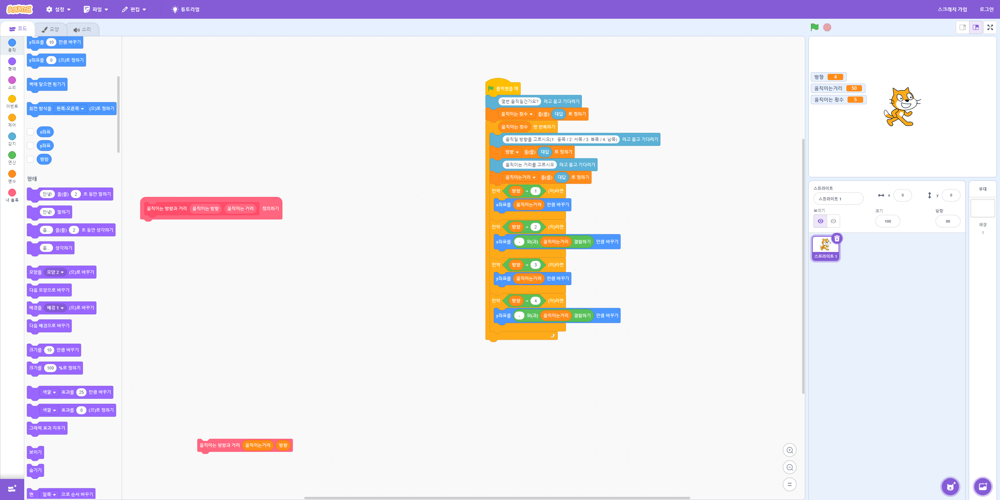 SCRATCH 설정 파일 편집 튜토리얼 스크래치 가입 로그인
코드 모양 소리
동작
형태
소리
이벤트
제어
감지
연산
변수
내 블록
y좌표를 10 만큼 바꾸기
y좌표를 0 (으)로 정하기
벽에 닿으면 튕기기
회전 방식을 왼쪽-오른쪽 (으)로 정하기
x좌표
y좌표
방향
형태
안녕! 을(를) 2 초 동안 말하기
안녕! 말하기
음... 을(를) 2 초 동안 생각하기
음... 생각하기
모양을 모양 2 (으)로 바꾸기
다음 모양으로 바꾸기
배경을 배경 1 (으)로 바꾸기
다음 배경으로 바꾸기
크기를 10 만큼 바꾸기
크기를 100 %로 정하기
색깔 효과를 25 만큼 바꾸기
색깔 효과를 0 (으)로 정하기
그래픽 효과 지우기
보이기
숨기기
맨 앞쪽 으로 순서 바꾸기
움직이는 방향과 거리 움직이는 방향 움직이는 거리 정의하기
움직이는 방향과 거리 움직이는거리 방향
클릭했을 때
몇번 움직일건가요? 라고 묻고 기다리기
움직이는 횟수 을(를) 대답 로 정하기
움직이는 횟수 번 반복하기
움직일 방향을 고르시오(1: 동쪽 / 2: 서쪽 / 3: 북쪽 / 4: 남쪽) 라고 묻고 기다리기
방향 을(를) 대답 로 정하기
움직이는 거리를 고르시오 라고 묻고 기다리기
움직이는거리 을(를) 대답 로 정하기
만약 방향 = 1 (이)라면
x좌표를 움직이는거리 만큼 바꾸기
만약 방향 = 2 (이)라면
x좌표를 - 와(과) 움직이는거리 결합하기 만큼 바꾸기
만약 방향 = 3 (이)라면
y좌표를 움직이는거리 만큼 바꾸기
만약 방향 = 4 (이)라면
y좌표를 - 와(과) 움직이는거리 결합하기 만큼 바꾸기
방향 4
움직이는거리 50
움직이는 횟수 5
스프라이트
스프라이트 1 x 0 y 0
보이기 크기 방향
100 90
스프라이트 1
무대
배경
1